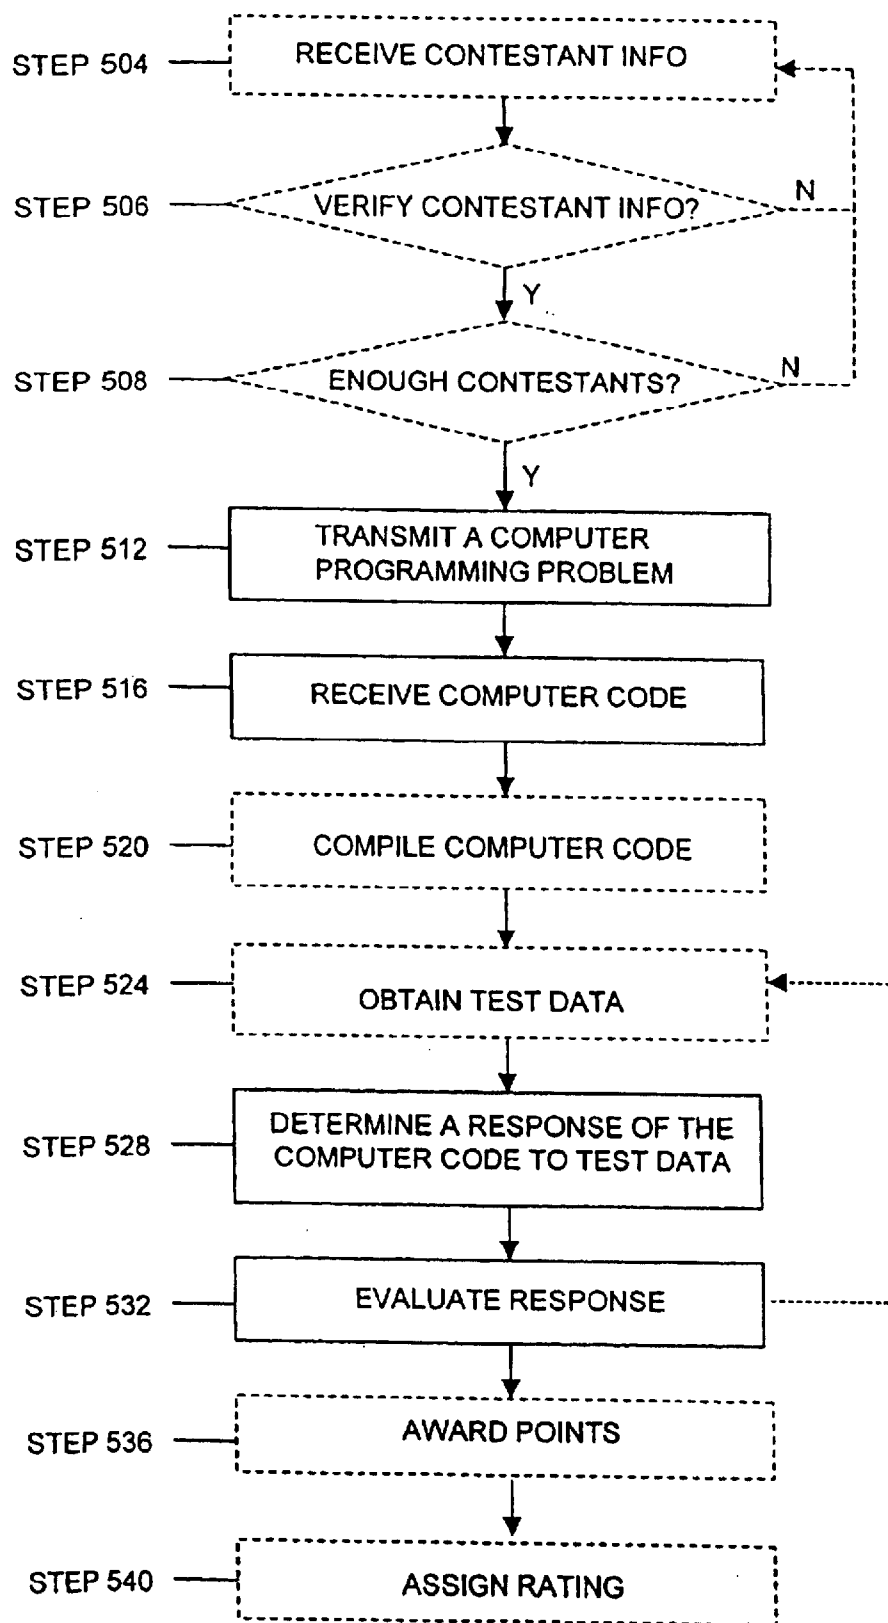 STEP 504
RECEIVE CONTESTANT INFO
STEP 506
VERIFY CONTESTANT INFO?
N
Y
STEP 508
ENOUGH CONTESTANTS?
N
Y
STEP 512
TRANSMIT A COMPUTER
PROGRAMMING PROBLEM
STEP 516
RECEIVE COMPUTER CODE
STEP 520
COMPILE COMPUTER CODE
STEP 524
OBTAIN TEST DATA
STEP 528
DETERMINE A RESPONSE OF THE
COMPUTER CODE TO TEST DATA
STEP 532
EVALUATE RESPONSE
STEP 536
AWARD POINTS
STEP 540
ASSIGN RATING